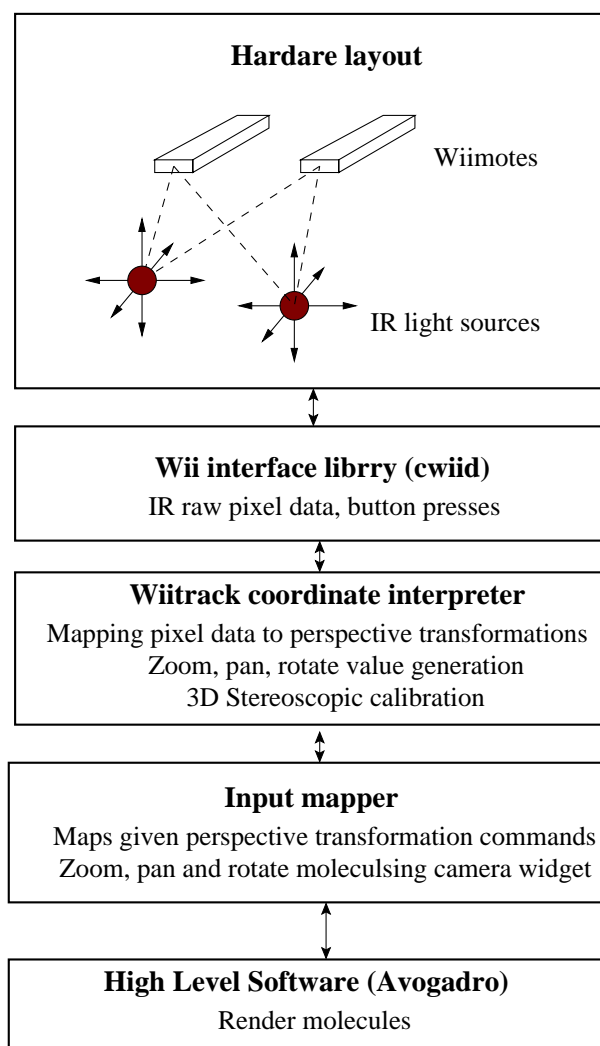 Hardare layout
Wiimotes
IR light sources
Wii interface librry (cwiid)
IR raw pixel data, button presses
Wiitrack coordinate interpreter
Mapping pixel data to perspective transformations
Zoom, pan, rotate value generation
3D Stereoscopic calibration
Input mapper
Maps given perspective transformation commands
Zoom, pan and rotate moleculsing camera widget
High Level Software (Avogadro)
Render molecules